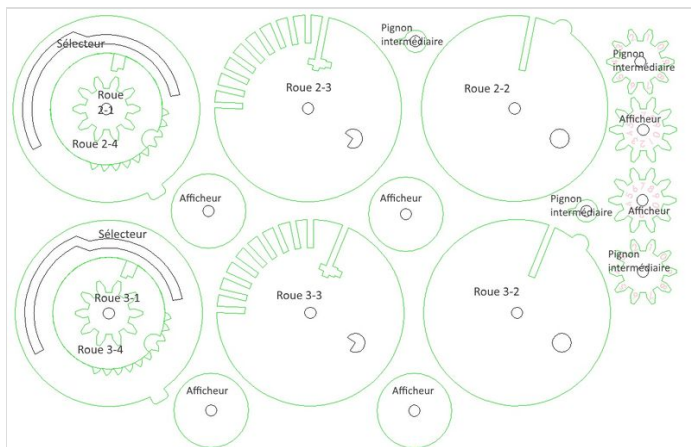 Sélecteur
Roue
2-1
Roue 2-4
Roue 2-3
Pignon
intermédiaire
Roue 2-2
Pignon
intermédiaire
Afficheur
Afficheur
Afficheur
Pignon
intermédiaire
Afficheur
Sélecteur
Roue 3-1
Roue 3-4
Roue 3-3
Roue 3-2
Pignon
intermédiaire
Afficheur
Afficheur